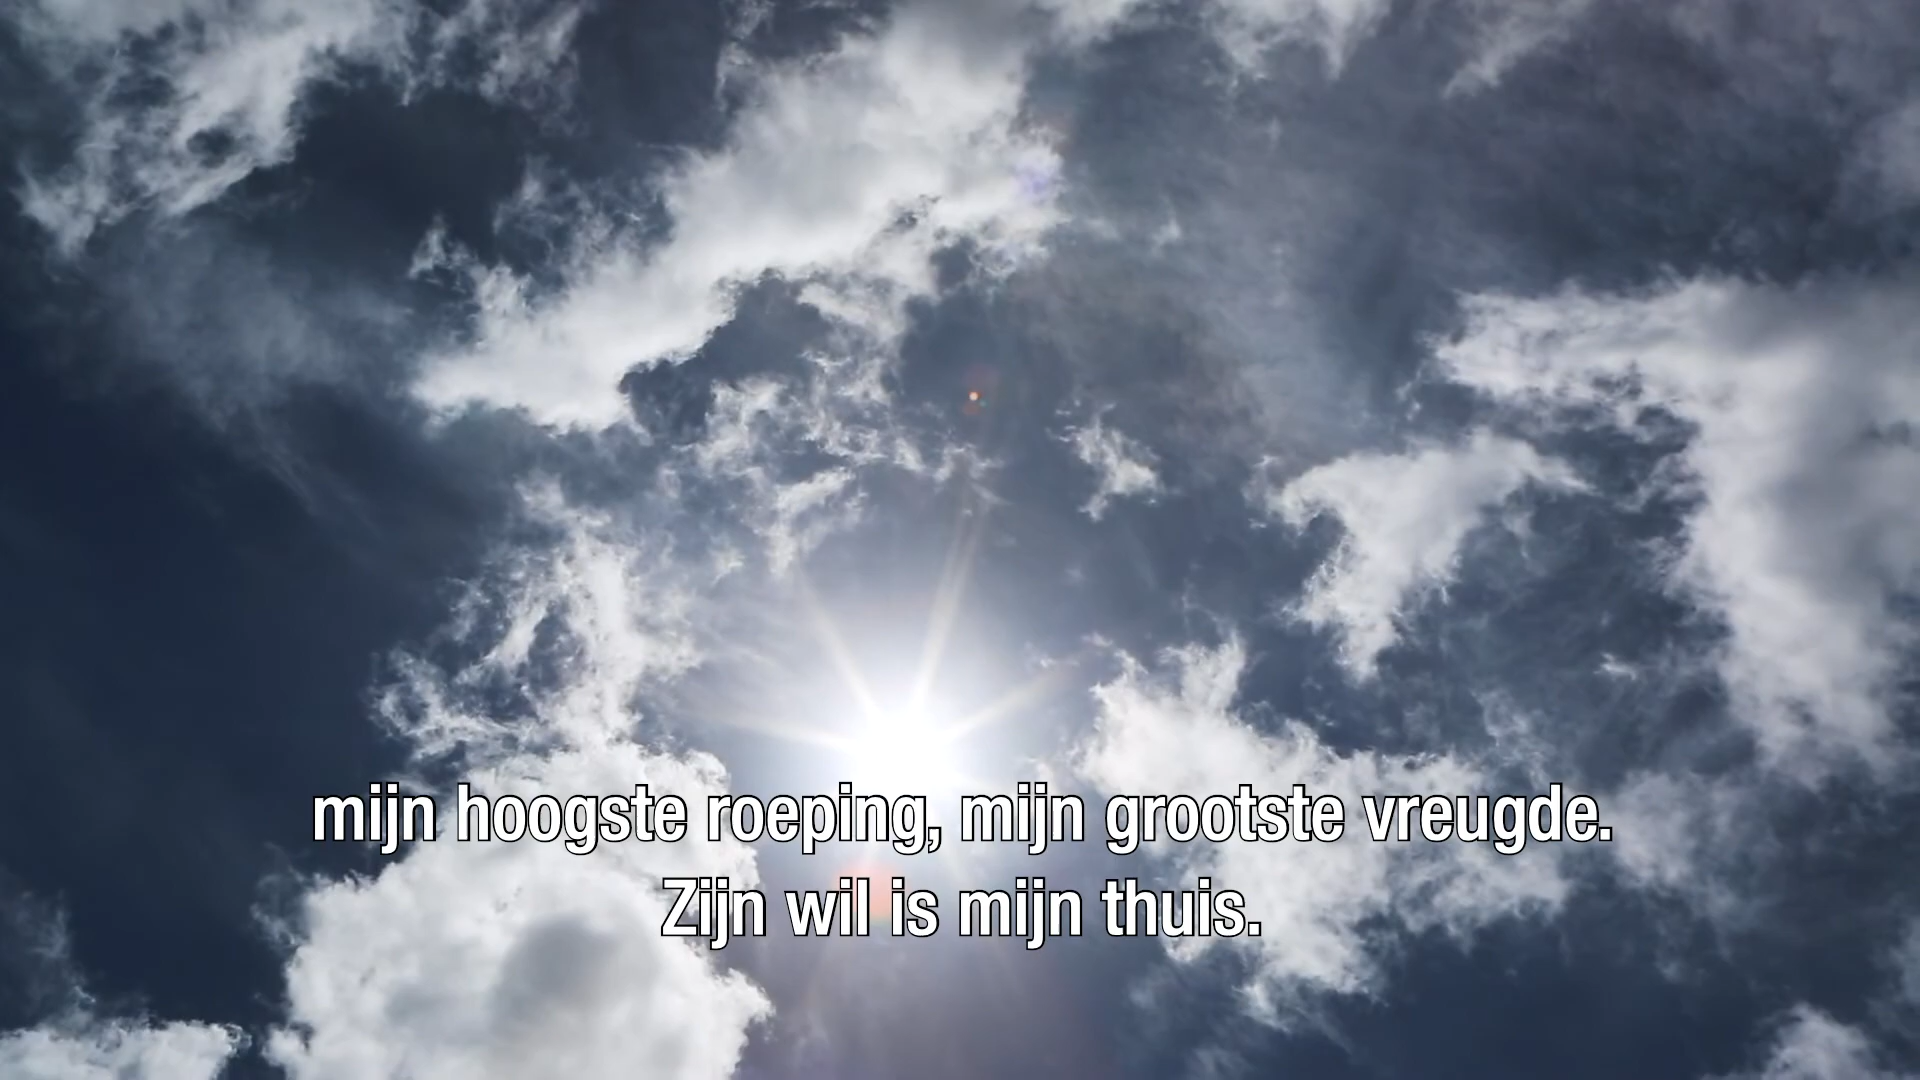 mijn hoogste roeping, mijn grootste vreugde.
Zijn wil is mijn thuis.